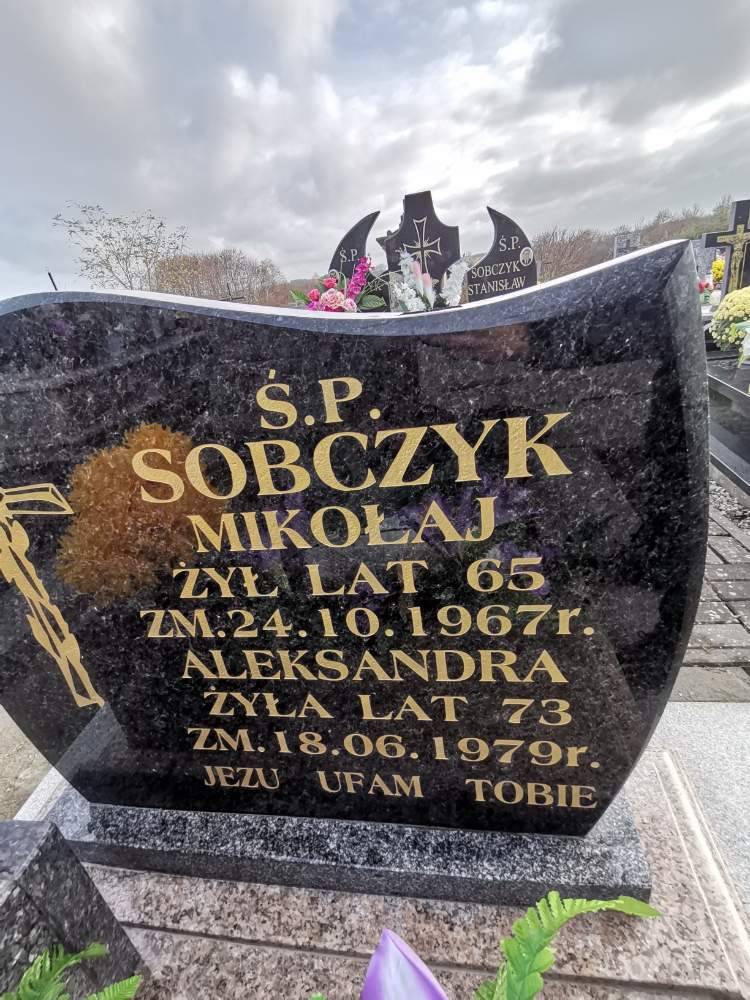 Ś.P.
Ś.P.
SOBCZYK
STANISŁAW
Ś.P.
SOBCZYK
MIKOŁAJ
ŻYŁ LAT 65
ZM.24.10.1967r.
ALEKSANDRA
ŻYŁA LAT 73
ZM.18.06.1979r.
JEZU UFAM TOBIE